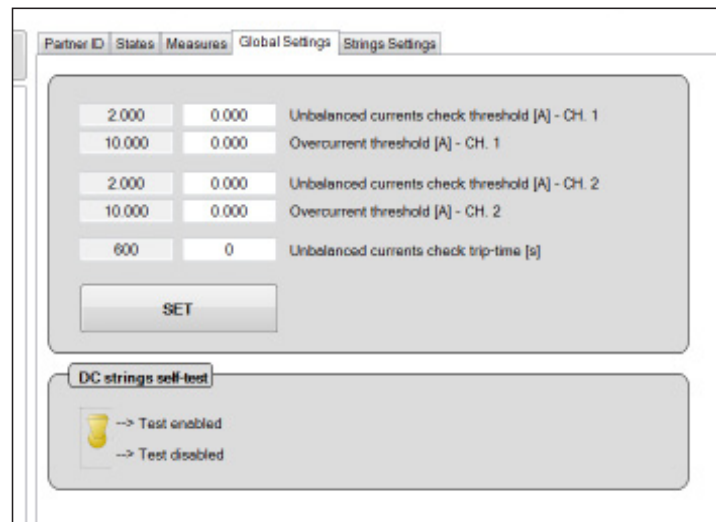 Partner ID States Measures Global Settings Strings Settings
2.000 0.000 Unbalanced currents check threshold [A] - CH. 1
10.000 0.000 Overcurrent threshold [A] - CH. 1
2.000 0.000 Unbalanced currents check threshold [A] - CH. 2
10.000 0.000 Overcurrent threshold [A] - CH. 2
600 0 Unbalanced currents check trip-time [s]
SET
DC strings self-test
--> Test enabled
--> Test disabled